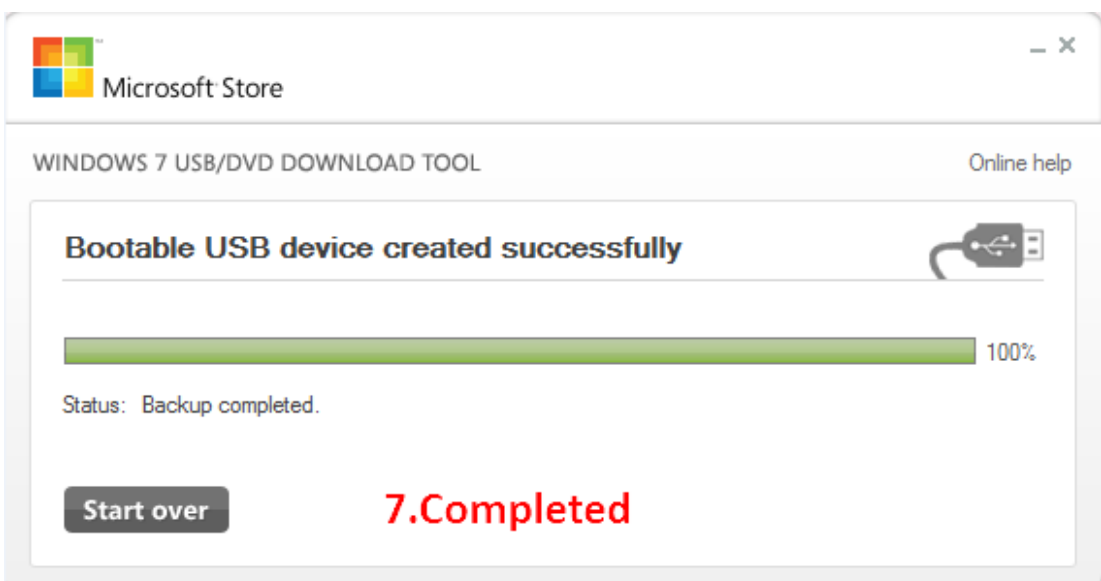 Microsoft Store
WINDOWS 7 USB/DVD DOWNLOAD TOOL Online help
Bootable USB device created successfully
100%
Status: Backup completed.
Start over 7.Completed